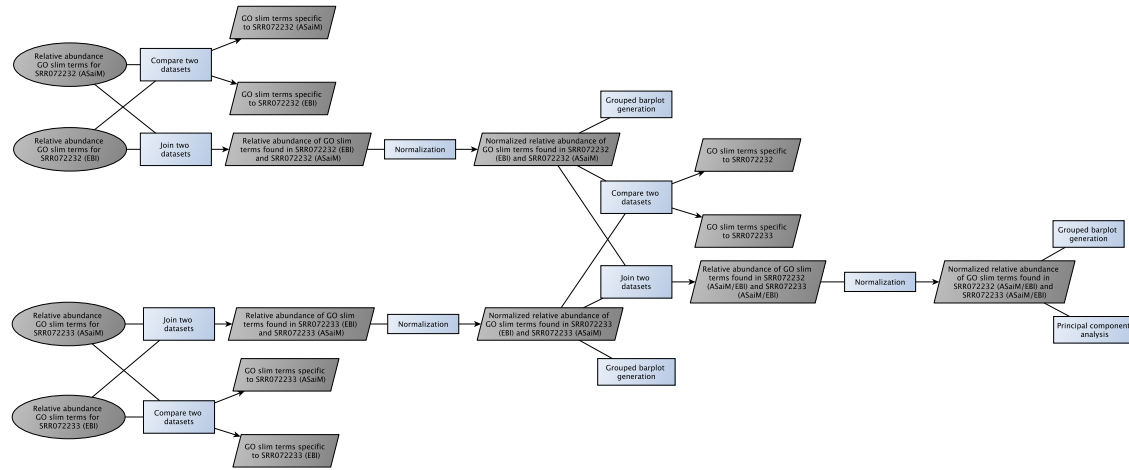 GO slim terms specific
to SRR072232 (ASaiM)
Relative abundance
GO slim terms for
SRR072232 (ASaiM)
Compare two
datasets
GO slim terms specific
to SRR072232 (EBI)
Relative abundance
GO slim terms for
SRR072232 (EBI)
Join two
datasets
Relative abundance of GO slim
terms found in SRR072232 (EBI)
and SRR072232 (ASaiM)
Normalization
Normalized relative abundance of
GO slim terms found in SRR072232
(EBI) and SRR072232 (ASaiM)
Grouped barplot
generation
GO slim terms specific
to SRR072232
Compare two
datasets
GO slim terms specific
to SRR072233
Join two
datasets
Relative abundance of GO slim
terms found in SRR072232
(ASaiM/EBI) and SRR072233
(ASaiM/EBI)
Normalization
Normalized relative abundance
of GO slim terms found in
SRR072232 (ASaiM/EBI) and
SRR072233 (ASaiM/EBI)
Grouped barplot
generation
Principal component
analysis
Relative abundance
GO slim terms for
SRR072233 (ASaiM)
Join two
datasets
Relative abundance of GO slim
terms found in SRR072233 (EBI)
and SRR072233 (ASaiM)
Normalization
Normalized relative abundance of
GO slim terms found in SRR072233
(EBI) and SRR072233 (ASaiM)
Grouped barplot
generation
GO slim terms specific
to SRR072233 (ASaiM)
Relative abundance
GO slim terms for
SRR072233 (EBI)
Compare two
datasets
GO slim terms specific
to SRR072233 (EBI)